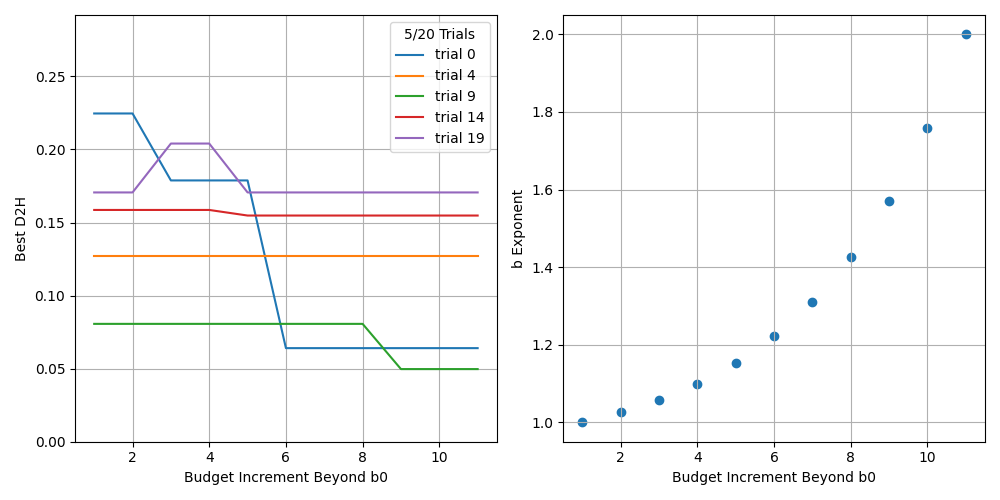 5/20 Trials
trial 0
trial 4
trial 9
trial 14
trial 19
Best D2H
0.25
0.20
0.15
0.10
0.05
0.00
2 4 6 8 10
Budget Increment Beyond b0
b Exponent
2.0
1.8
1.6
1.4
1.2
1.0
2 4 6 8 10
Budget Increment Beyond b0